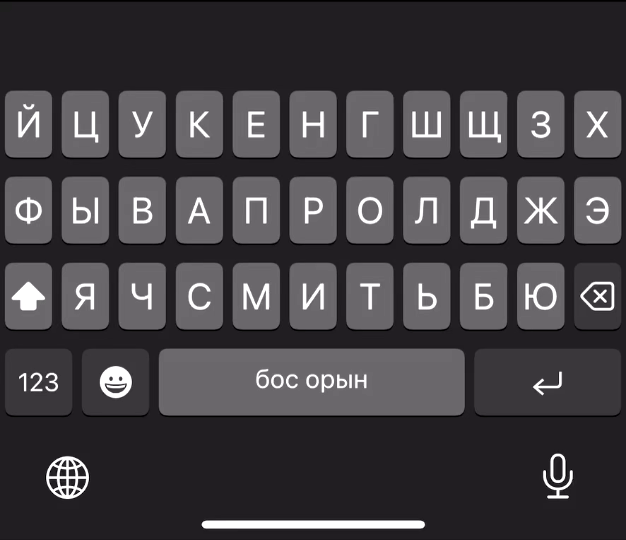 Й Ц У К Е Н Г Ш Щ З Х
Ф Ы В А П Р О Л Д Ж Э
Я Ч С М И Т Ь Б Ю
123 бос орын